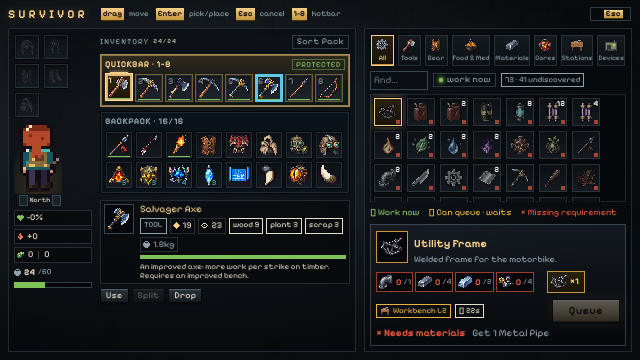 SURVIVOR drag move Enter pick/place Esc cancel 1-8 hotbar Esc
INVENTORY 24/24 Sort Pack
QUICKBAR · 1-8 PROTECTED
BACKPACK · 16/16
North
-0%
+0
0 0
24 /60
Salvager Axe
TOOL 19 23 wood 9 plant 3 scrap 3
1.8kg
An improved axe: more work per strike on timber.
Requires an improved bench.
Use Split Drop
All Tools Gear Food & Med Materials Cores Stations Devices
Find... work now 73 · 41 undiscovered
Work now Can queue · waits × Missing requirement
Utility Frame
Welded frame for the motorbike.
0/1 0/4 0/2 0/4 ×1
Workbench L2 22s Queue
× Needs materials Get 1 Metal Pipe